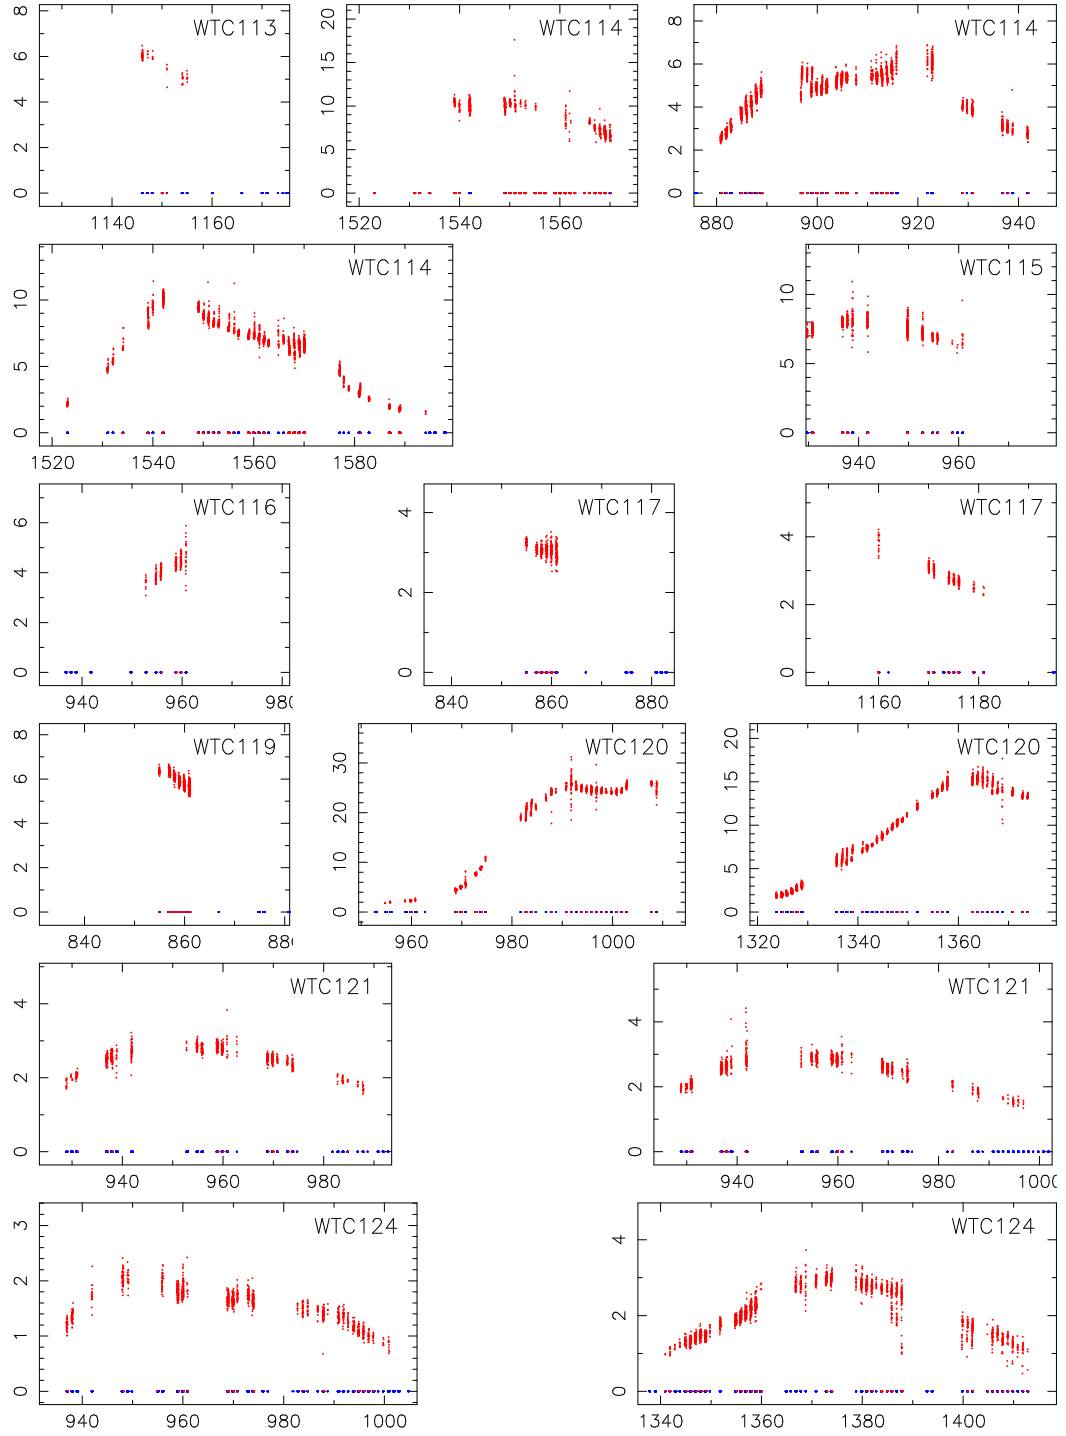 WTC113 WTC114 WTC114
8 6 4 2 0
20 15 10 5 0
8 6 4 2 0
1140 1160
1520 1540 1560
880 900 920 940
WTC114 WTC115
10 5 0
10 5 0
1520 1540 1560 1580
940 960
WTC116 WTC117 WTC117
6 4 2 0
4 2 0
4 2 0
940 960 980
840 860 880
1160 1180
WTC119 WTC120 WTC120
8 6 4 2 0
30 20 10 0
20 15 10 5 0
840 860 880
960 980 1000
1320 1340 1360
WTC121 WTC121
4 2 0
4 2 0
940 960 980
940 960 980 1000
WTC124 WTC124
3 2 1 0
4 2 0
940 960 980 1000
1340 1360 1380 1400